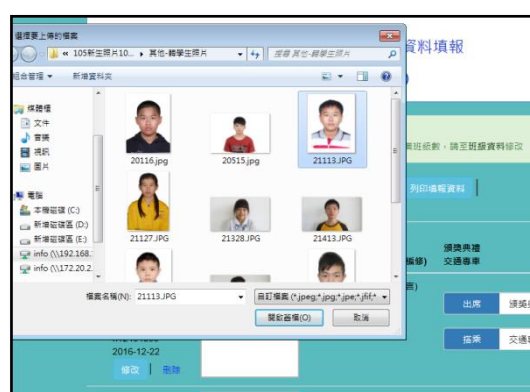 選擇要上傳的檔案
« 105新生照片10... ▸ 其他-轉學生照片
搜尋 其他-轉學生照片
組合管理 ▾ 新增資料夾
媒體櫃
文件
音樂
視訊
圖片
電腦
本機磁碟 (C:)
新增磁碟區 (D:)
新增磁碟區 (E:)
info (\\192.168.
info (\\172.20.2.
20116.jpg
20515.jpg
21113.JPG
21127.JPG
21328.JPG
21413.JPG
檔案名稱(N): 21113.JPG
自訂檔案 (*.jpeg;*.jpg;*.jpe;*.jfif;*
開啟舊檔(O)
取消
資料填報
班級數，請至班級資料修改
列印填報資料
頒獎典禮
交通專車
出席
頒獎
搭乘
交通
2016-12-22
修改 刪除